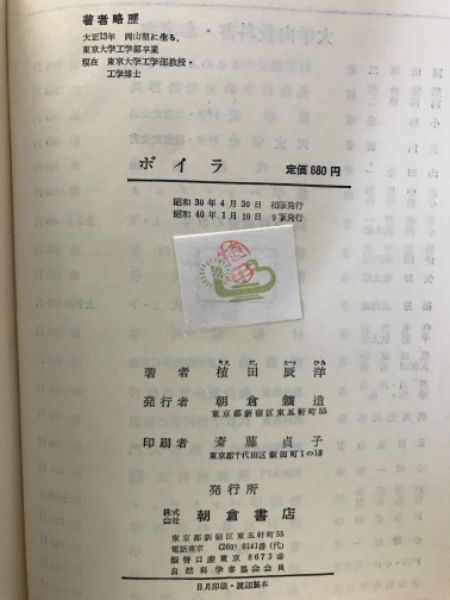 著者略歴
大正13年 岡山県に生る.
東京大学工学部卒業
現在 東京大学工学部教授・
工学博士
ボイラ 定価 680 円
昭和 30 年 4 月 30 日 初版発行
昭和 40 年 1 月 10 日 9 版発行
植田
著者 植田辰洋
発行者 朝倉鑛造
東京都新宿区東五軒町55
印刷者 斎藤貞子
東京都千代田区飯田町1の18
発行所
株式会社 朝倉書店
東京都新宿区東五軒町55
電話東京 (260) 0141番 (代)
振替口座東京 8673 番
自然科学書協会会員
日月印刷・渡辺製本